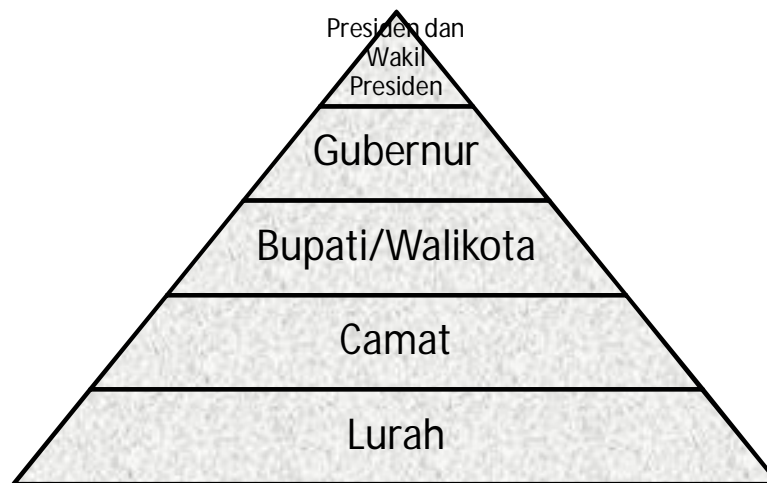 Presiden dan
Wakil
Presiden
Gubernur
Bupati/Walikota
Camat
Lurah